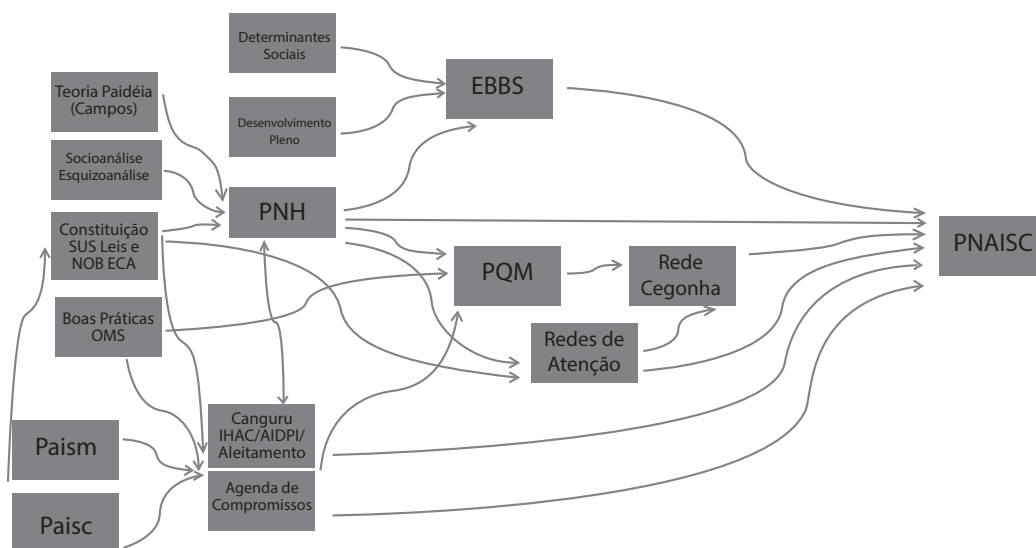 Determinantes
Sociais
EBBS
Teoria Paidéia
(Campos)
Desenvolvimento
Pleno
Socioanálise
Esquizoanálise
PNH
Constituição
SUS Leis e
NOB ECA
PNAISC
PQM
Rede
Cegonha
Boas Práticas
OMS
Redes de
Atenção
Canguru
IHAC/AIDPI/
Aleitamento
Paism
Agenda de
Compromissos
Paisc